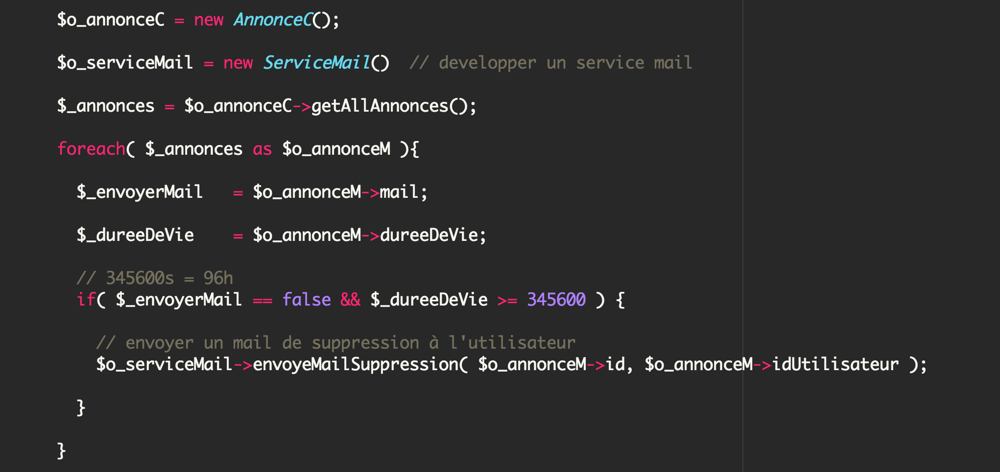 $o_annonceC = new AnnonceC();
$o_serviceMail = new ServiceMail()  // developper un service mail
$_annonces = $o_annonceC->getAllAnnonces();
foreach( $_annonces as $o_annonceM ){
$_envoyerMail   = $o_annonceM->mail;
$_dureeDeVie    = $o_annonceM->dureeDeVie;
// 345600s = 96h
if( $_envoyerMail == false && $_dureeDeVie >= 345600 ) {
// envoyer un mail de suppression à l'utilisateur
$o_serviceMail->envoyeMailSuppression( $o_annonceM->id, $o_annonceM->idUtilisateur );
}
}